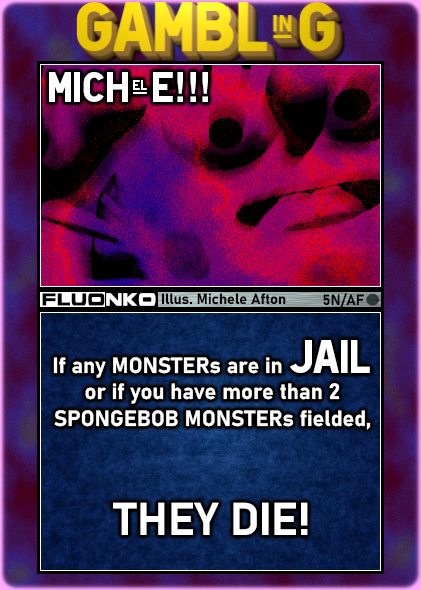 GAMBLinG
MICHELE!!!
FLUONKO Illus. Michele Afton 5N/AF
If any MONSTERs are in JAIL
or if you have more than 2
SPONGEBOB MONSTERs fielded,
THEY DIE!